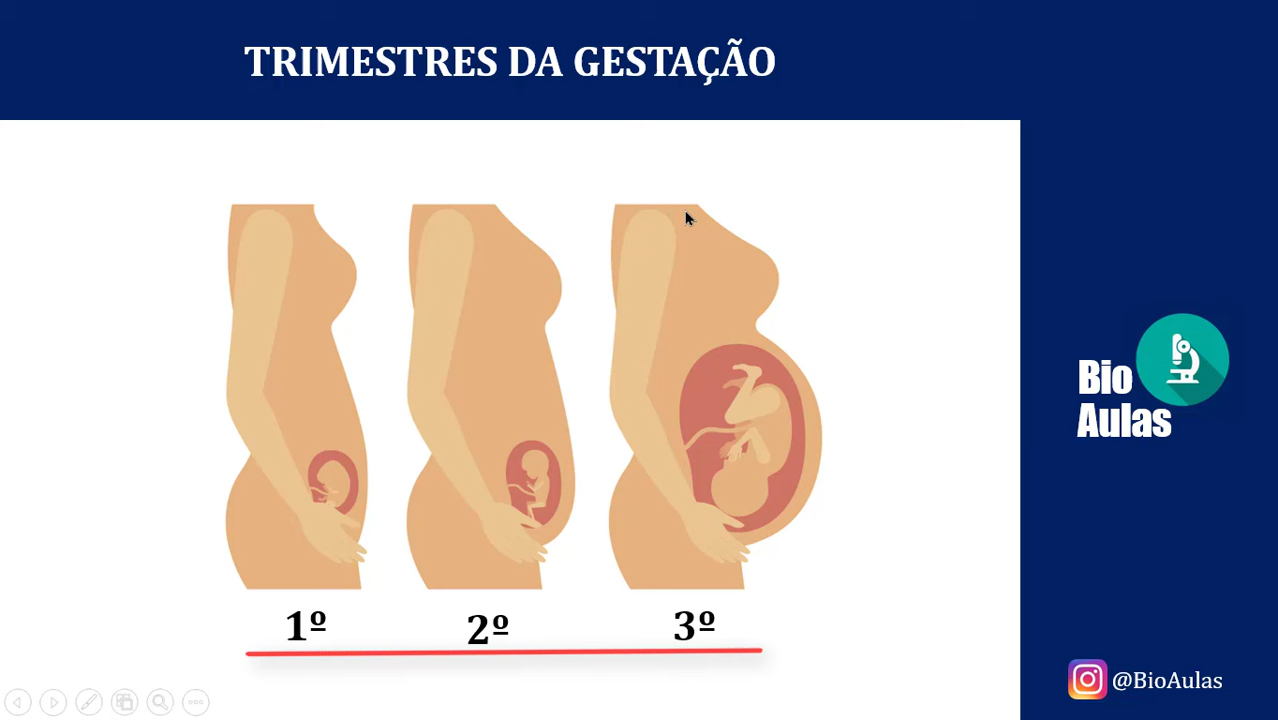 TRIMESTRES DA GESTAÇÃO
1º
2º
3º
Bio
Aulas
@BioAulas